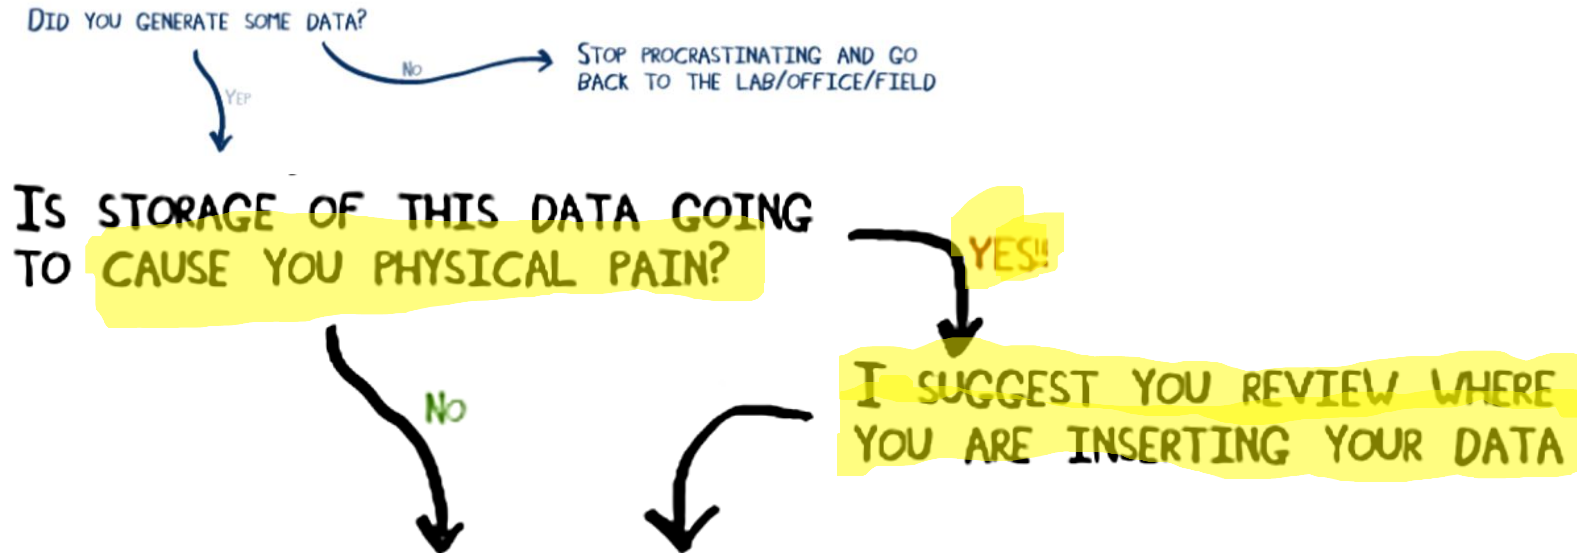 DID YOU GENERATE SOME DATA?
NO
STOP PROCRASTINATING AND GO
BACK TO THE LAB/OFFICE/FIELD
YEP
IS STORAGE OF THIS DATA GOING
TO CAUSE YOU PHYSICAL PAIN?
YES!!
NO
I SUGGEST YOU REVIEW WHERE
YOU ARE INSERTING YOUR DATA